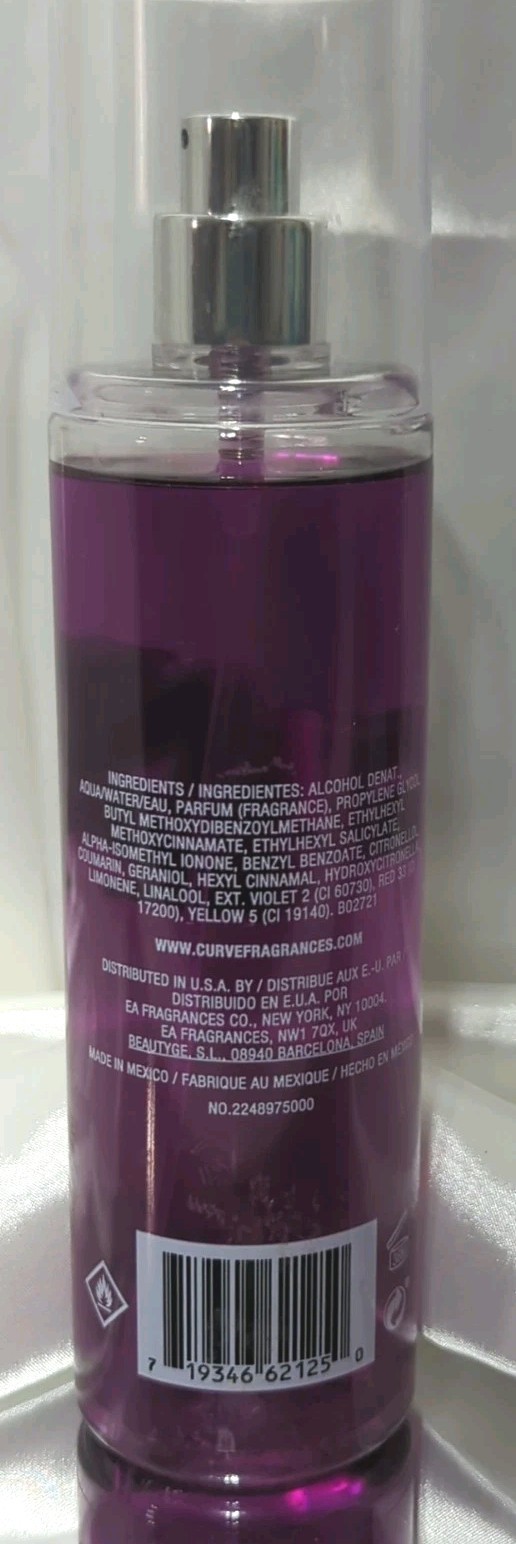 INGREDIENTS / INGREDIENTES: ALCOHOL DENAT.,
AQUA/WATER/EAU, PARFUM (FRAGRANCE), PROPYLENE GLYCOL,
BUTYL METHOXYDIBENZOYLMETHANE, ETHYLHEXYL
METHOXYCINNAMATE, ETHYLHEXYL SALICYLATE,
ALPHA-ISOMETHYL IONONE, BENZYL BENZOATE, CITRONELLOL,
COUMARIN, GERANIOL, HEXYL CINNAMAL, HYDROXYCITRONELLAL,
LIMONENE, LINALOOL, EXT. VIOLET 2 (CI 60730), RED 33 (CI
17200), YELLOW 5 (CI 19140). B02721
WWW.CURVEFRAGRANCES.COM
DISTRIBUTED IN U.S.A. BY / DISTRIBUE AUX E.-U. PAR
DISTRIBUIDO EN E.U.A. POR
EA FRAGRANCES CO., NEW YORK, NY 10004.
EA FRAGRANCES, NW1 7QX, UK
BEAUTYGE, S.L., 08940 BARCELONA, SPAIN
MADE IN MEXICO / FABRIQUE AU MEXIQUE / HECHO EN MÉXICO
NO.2248975000
7 19346 62125 0